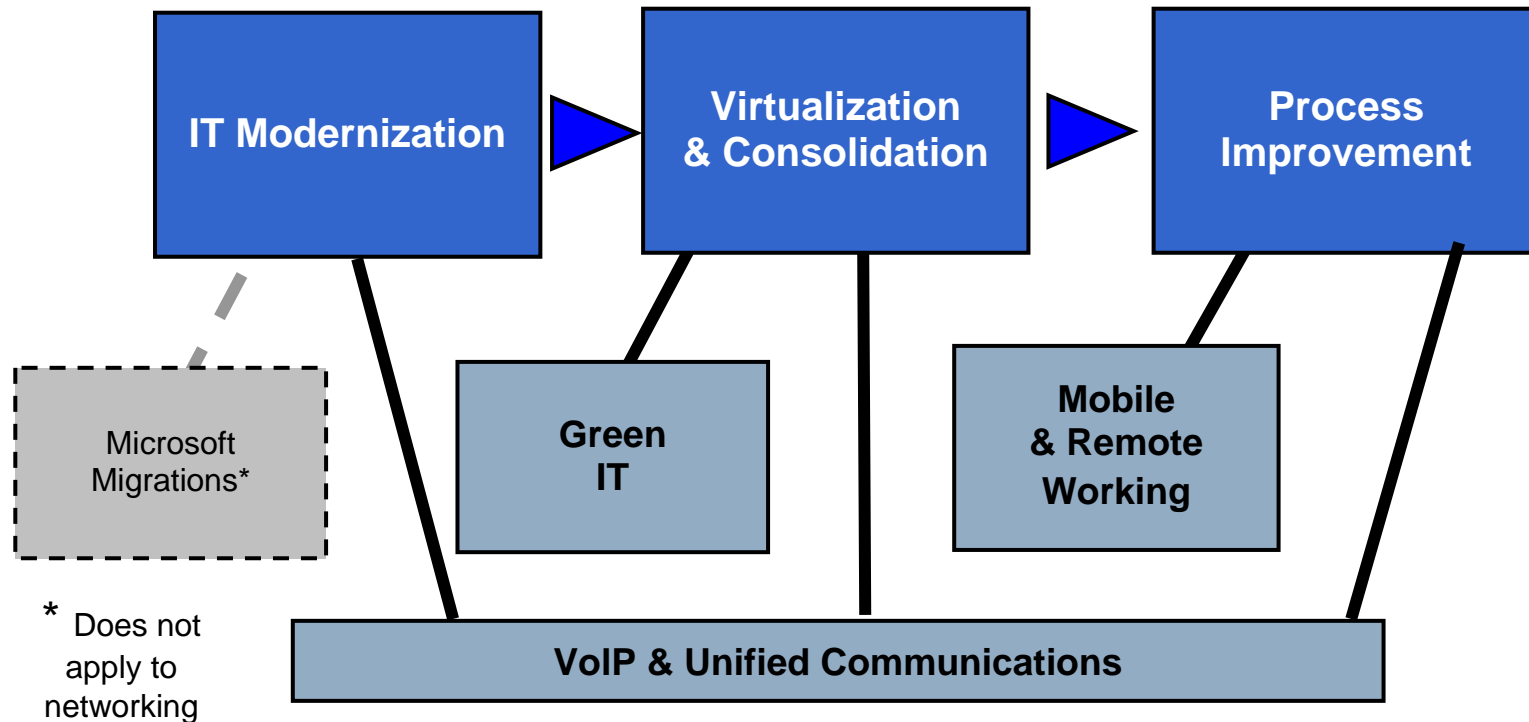 IT Modernization
Virtualization
& Consolidation
Process
Improvement
Microsoft
Migrations*
Green
IT
Mobile
& Remote
Working
* Does not
apply to
networking
VoIP & Unified Communications